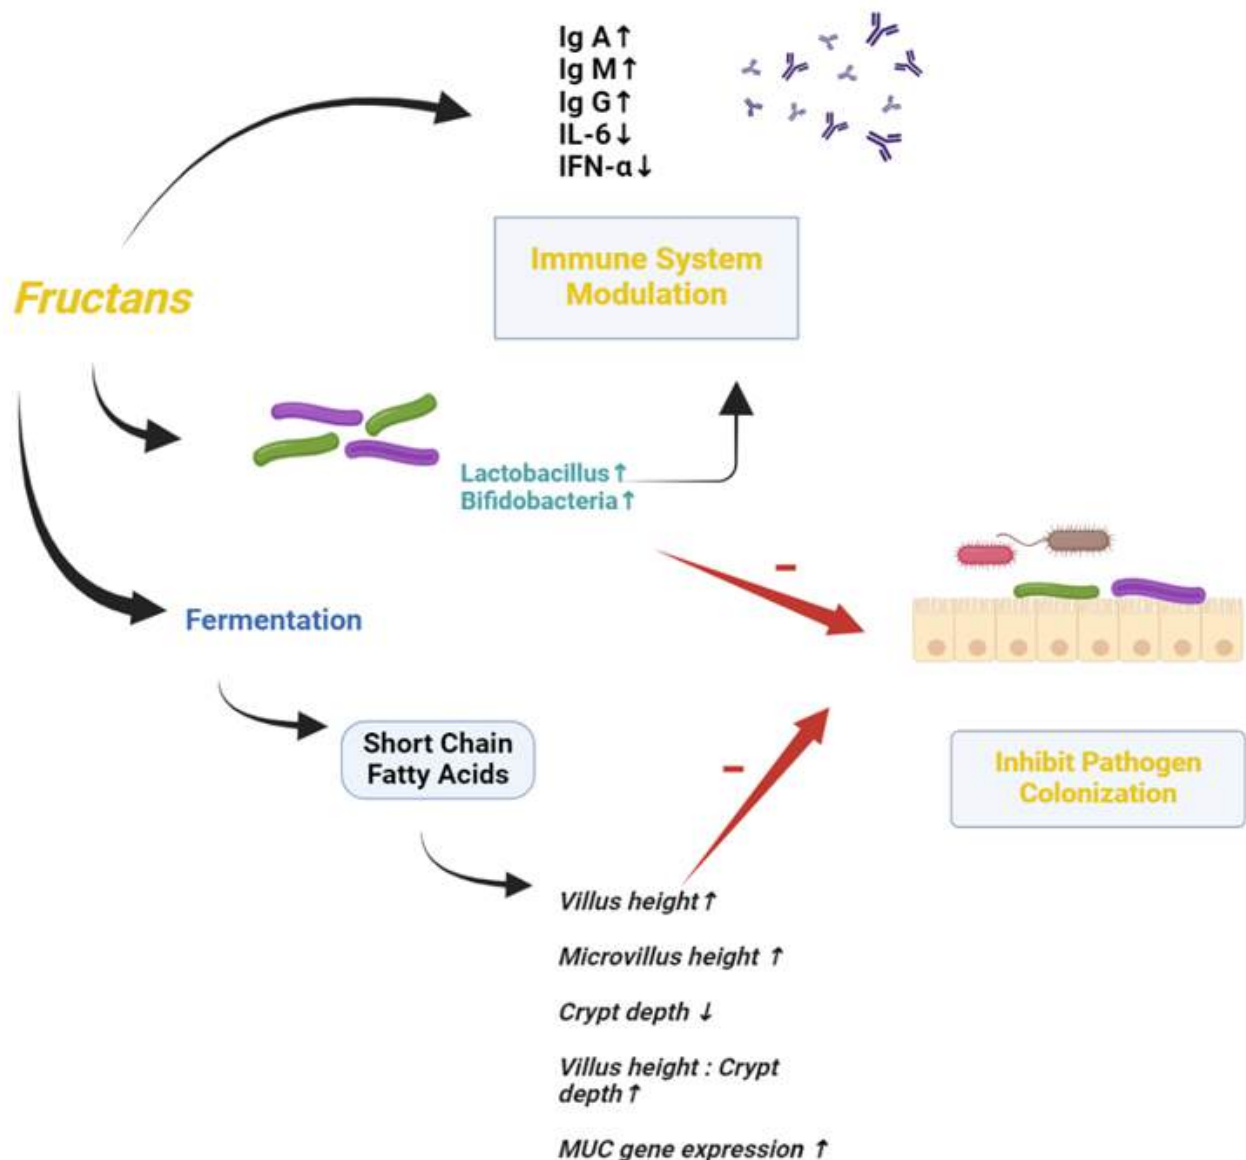 Ig A↑
Ig M↑
Ig G↑
IL-6↓
IFN-α↓
Immune System
Modulation
Fructans
Lactobacillus↑
Bifidobacteria↑
Fermentation
Short Chain
Fatty Acids
Inhibit Pathogen
Colonization
Villus height↑
Microvillus height ↑
Crypt depth ↓
Villus height : Crypt
depth↑
MUC gene expression ↑